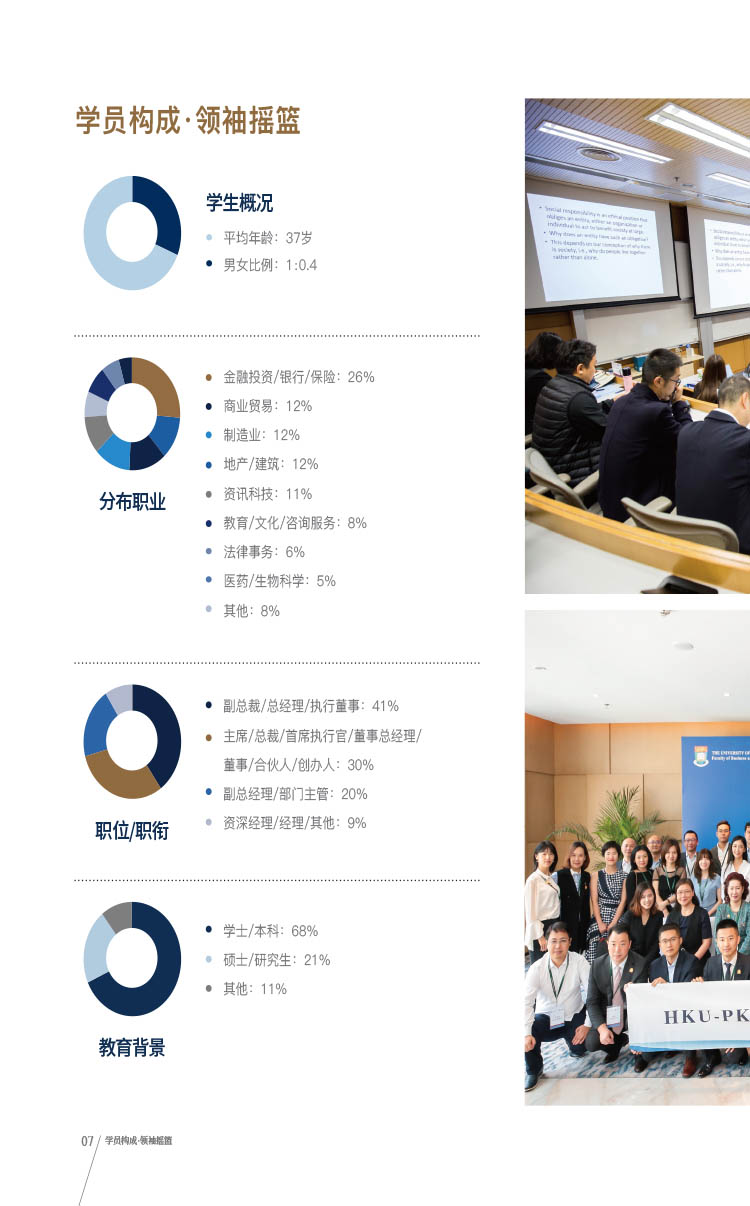 学员构成·领袖摇篮
学生概况
平均年龄：37岁
男女比例：1:0.4
金融投资/银行/保险：26%
商业贸易：12%
制造业：12%
地产/建筑：12%
资讯科技：11%
教育/文化/咨询服务：8%
法律事务：6%
医药/生物科学：5%
其他：8%
分布职业
副总裁/总经理/执行董事：41%
主席/总裁/首席执行官/董事总经理/
董事/合伙人/创办人：30%
副总经理/部门主管：20%
资深经理/经理/其他：9%
职位/职衔
学士/本科：68%
硕士/研究生：21%
其他：11%
教育背景
• Social responsibility is an ethical position that
obliges an entity, either an organisation or
individual to act to benefit society at large.
• Why does an entity have such an obligation?
• This depends on our conception of why there
is society, i.e., why do people live together
rather than alone.
THE UNIVERSITY OF
Faculty of Business
HKU-PK
07 学员构成·领袖摇篮